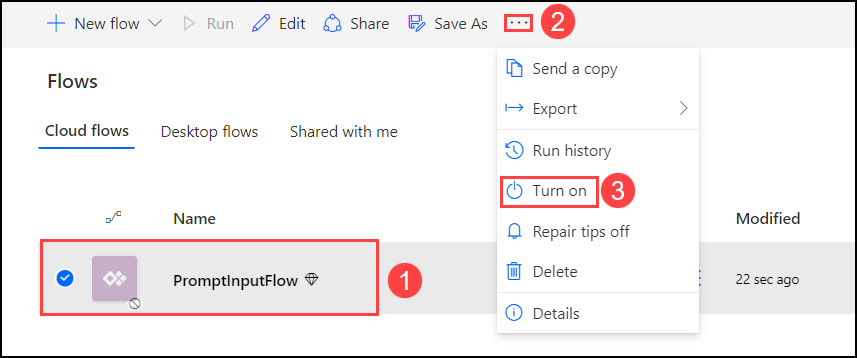 New flow Run Edit Share Save As ··· 2
Flows
Send a copy
Export
Cloud flows Desktop flows Shared with me
Run history
Turn on 3
Name Modified
Repair tips off
PromptInputFlow 1 22 sec ago
Delete
Details